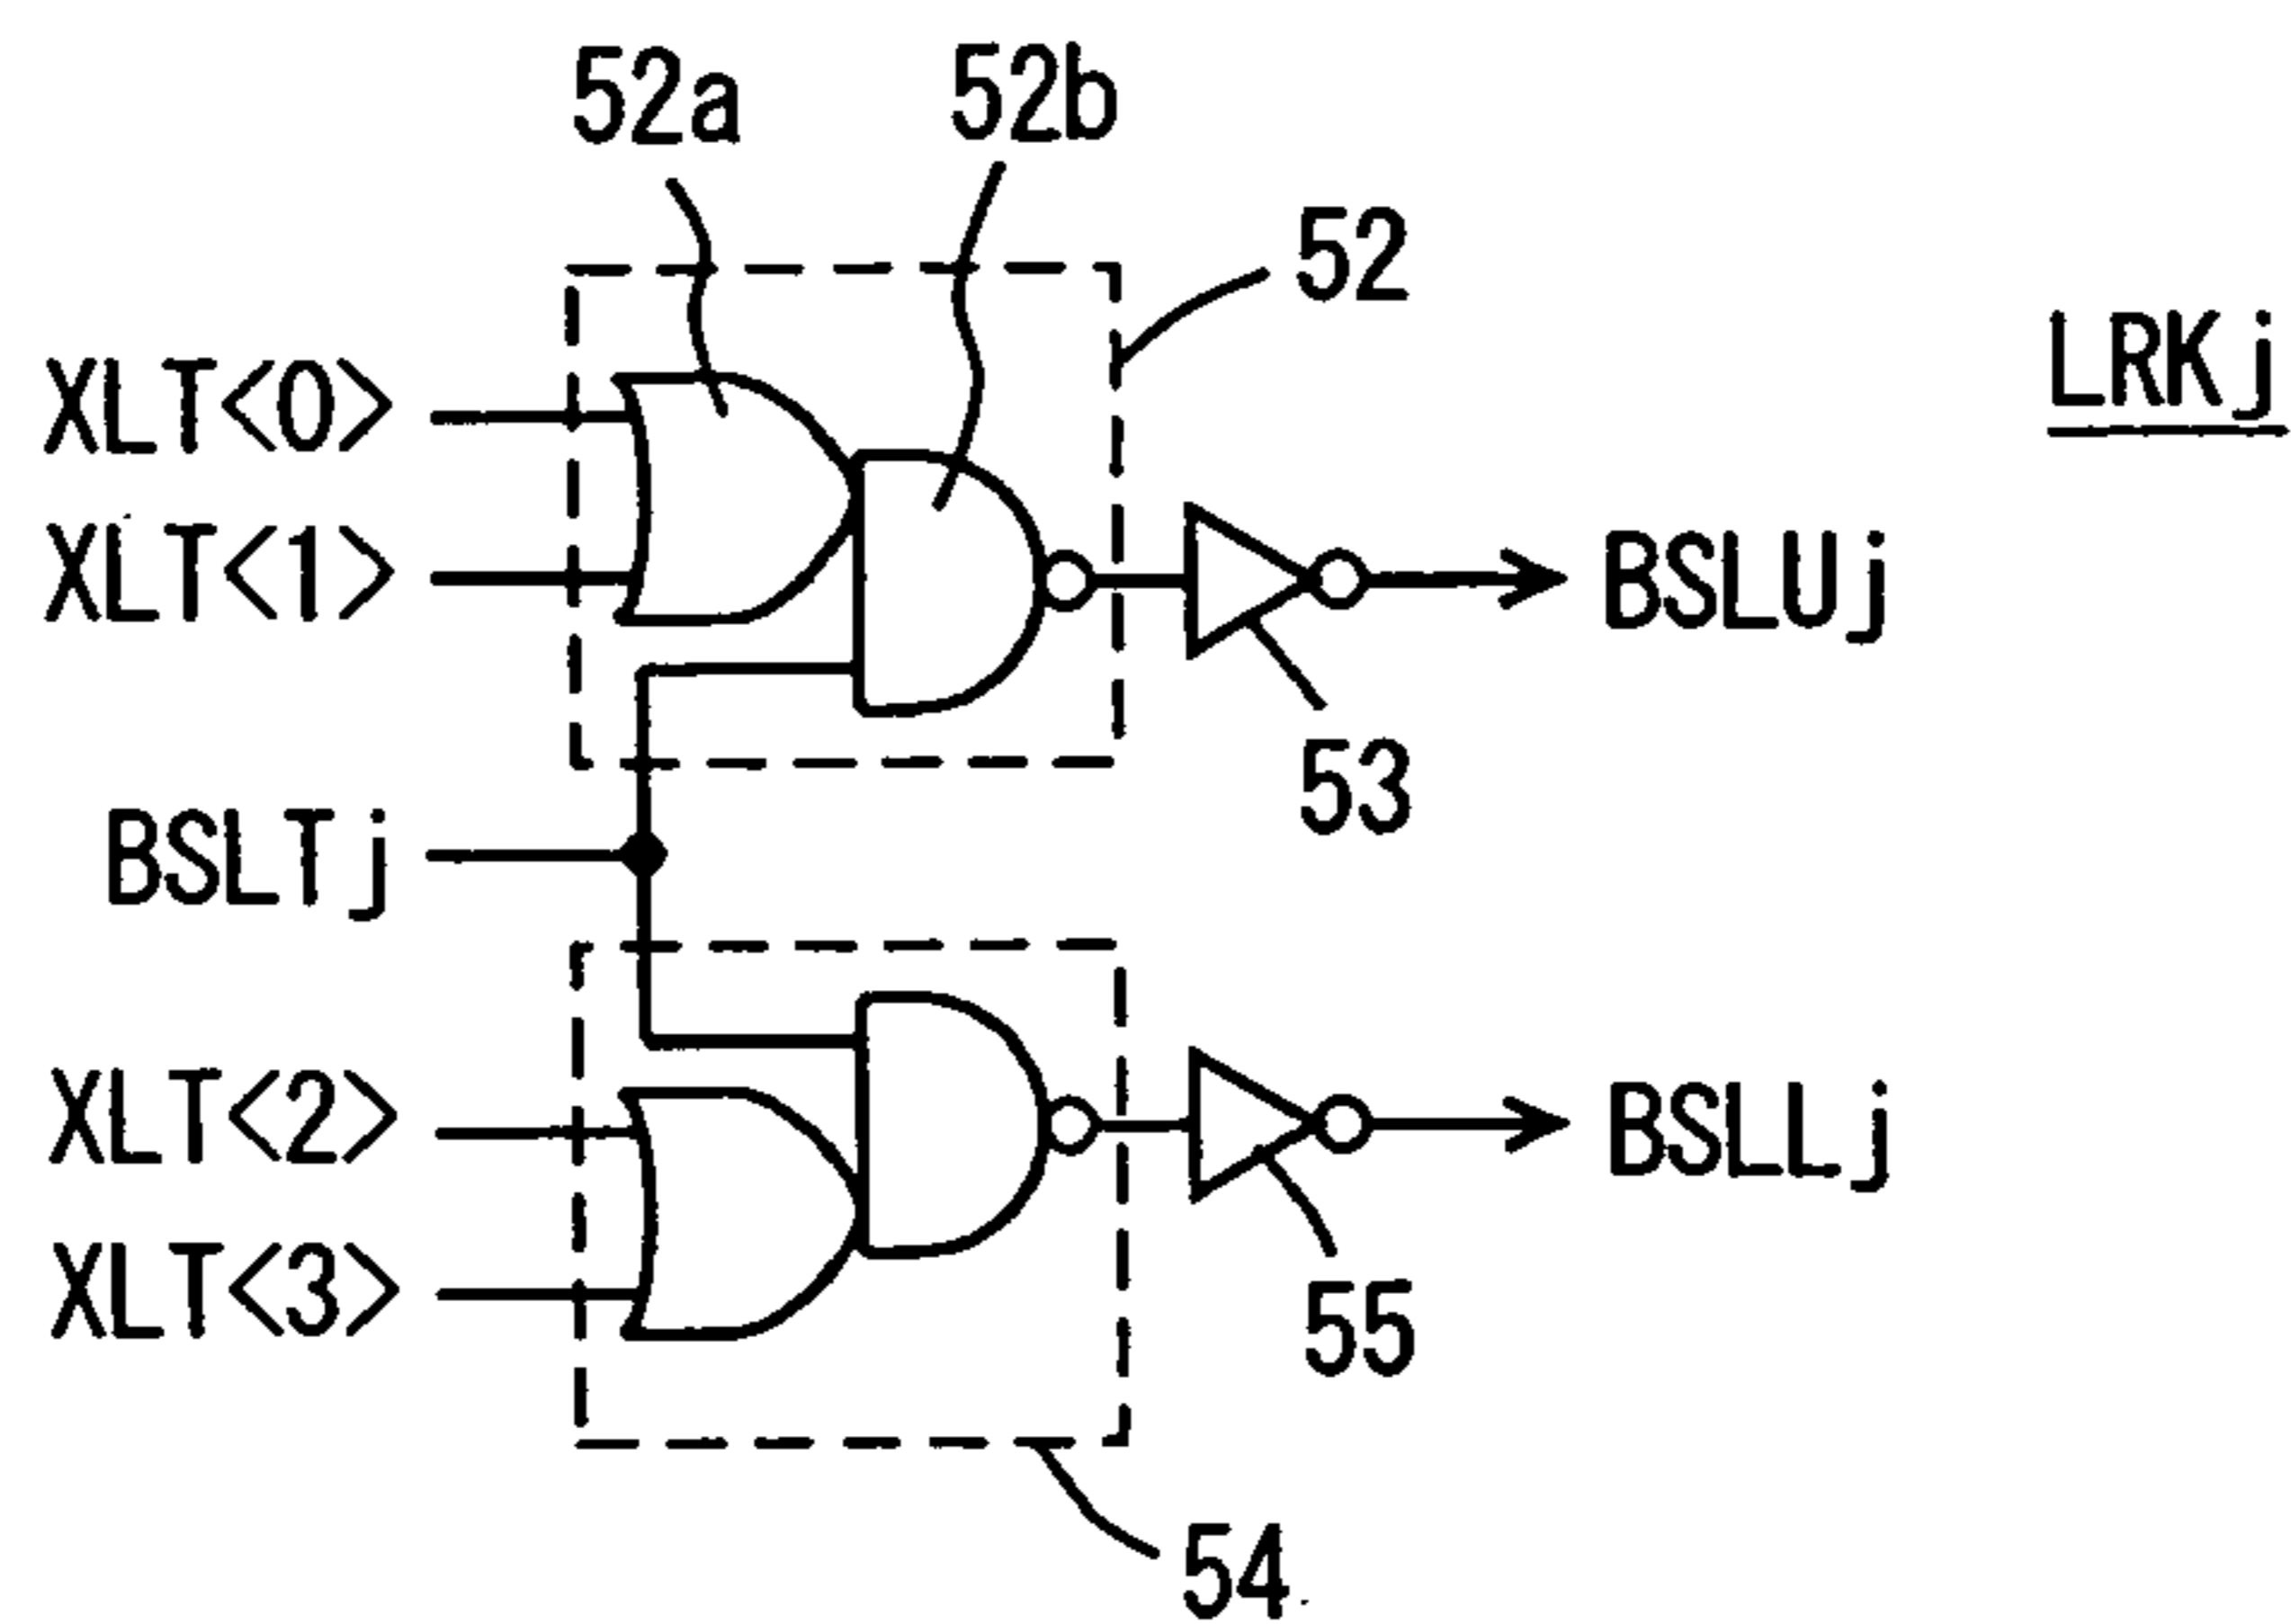 52a
52b
52
LRKj
XLT<0>
XLT<1>
BSLUj
53
BSLTj
XLT<2>
BSLLj
XLT<3>
55
54